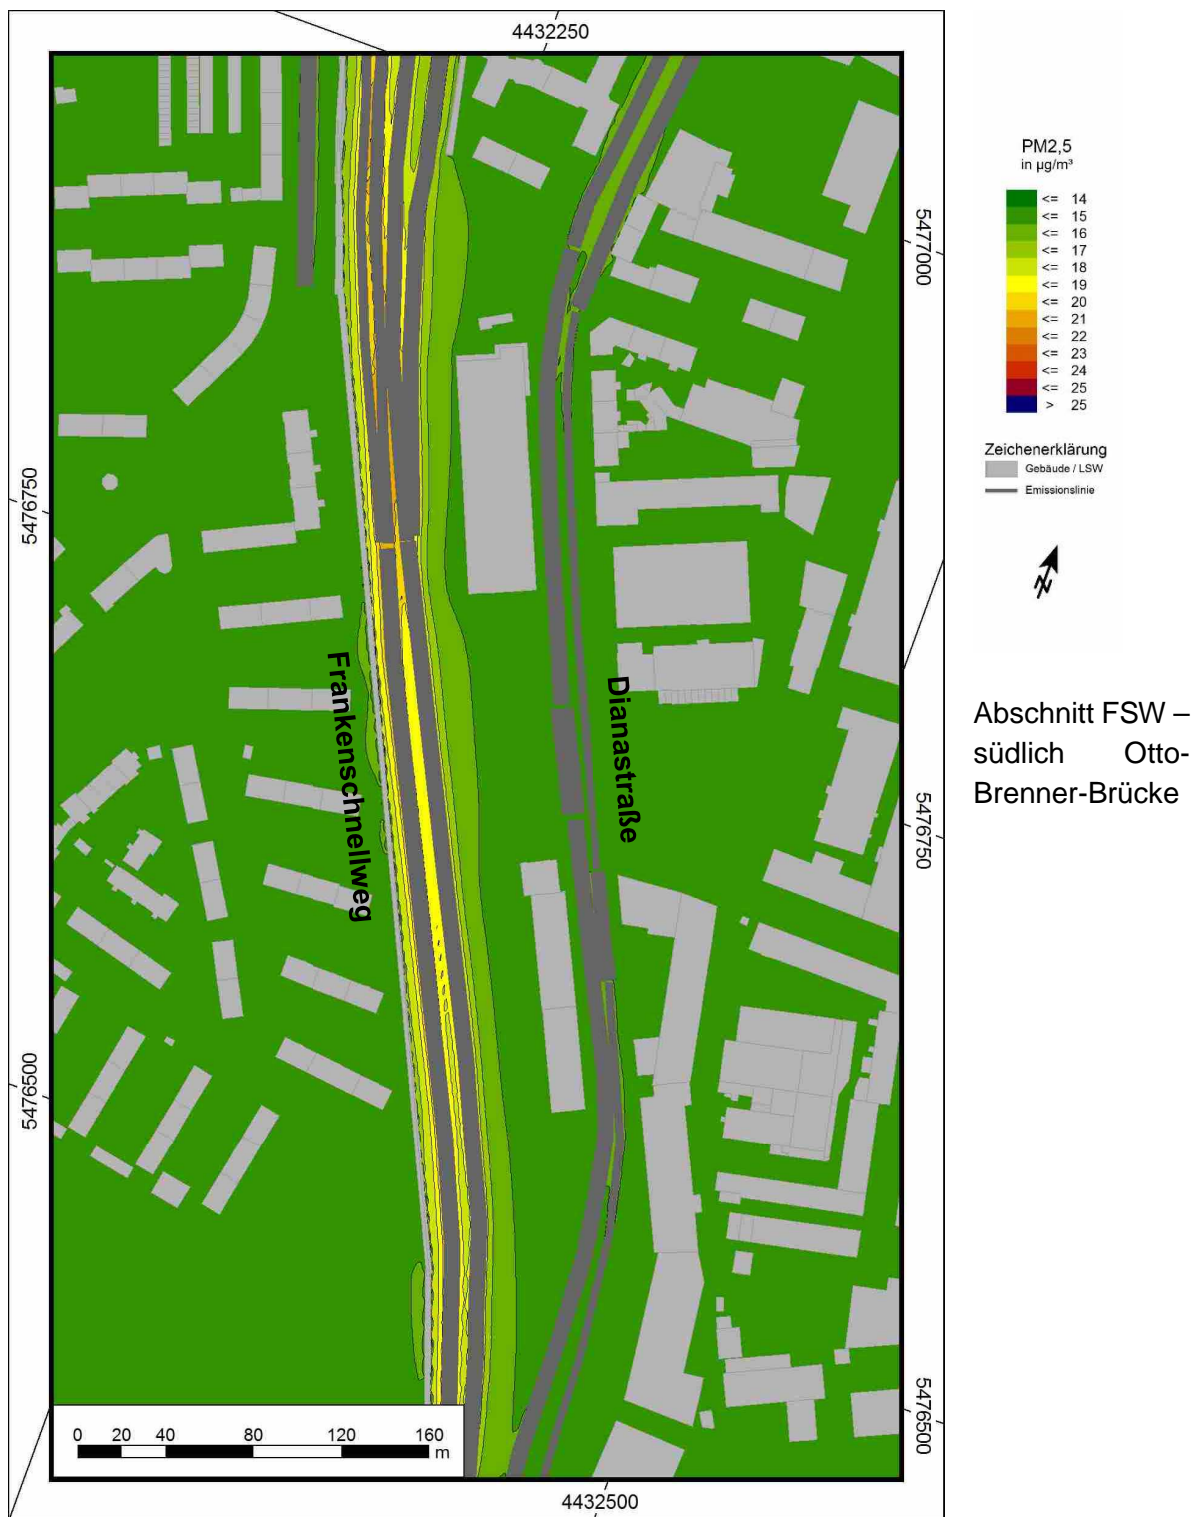 4432250
PM2,5
in µg/m³
<= 14
<= 15
<= 16
<= 17
<= 18
<= 19
<= 20
<= 21
<= 22
<= 23
<= 24
<= 25
> 25
5477000
Zeichenerklärung
Gebäude / LSW
Emissionslinie
5476750
N
Frankenschnellweg
Dianastraße
Abschnitt FSW –
südlich Otto-
Brenner-Brücke
5476750
5476500
5476500
0 20 40 80 120 160
m
4432500